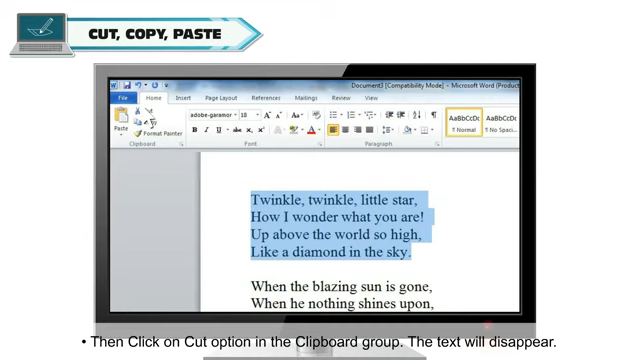 CUT, COPY, PASTE
Document3 [Compatibility Mode] - Microsoft Word (Product
File Home Insert Page Layout References Mailings Review View
Paste
Format Painter
adobe-garamor 18
AaBbCcDc AaBbCcDc
¶ Normal ¶ No Spaci..
Clipboard Font Paragraph
Twinkle, twinkle, little star,
How I wonder what you are!
Up above the world so high,
Like a diamond in the sky.
When the blazing sun is gone,
When he nothing shines upon,
• Then Click on Cut option in the Clipboard group. The text will disappear.